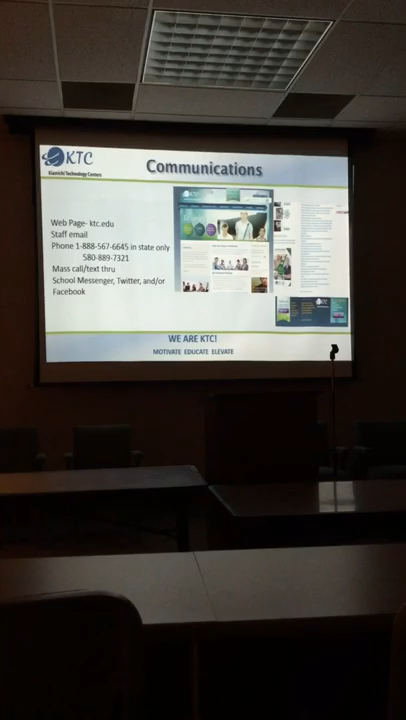 KTC
Kiamichi Technology Centers
Communications
Web Page- ktc.edu
Staff email
Phone 1-888-567-6645 in state only
580-889-7321
Mass call/text thru
School Messenger, Twitter, and/or
Facebook
WE ARE KTC!
MOTIVATE EDUCATE ELEVATE